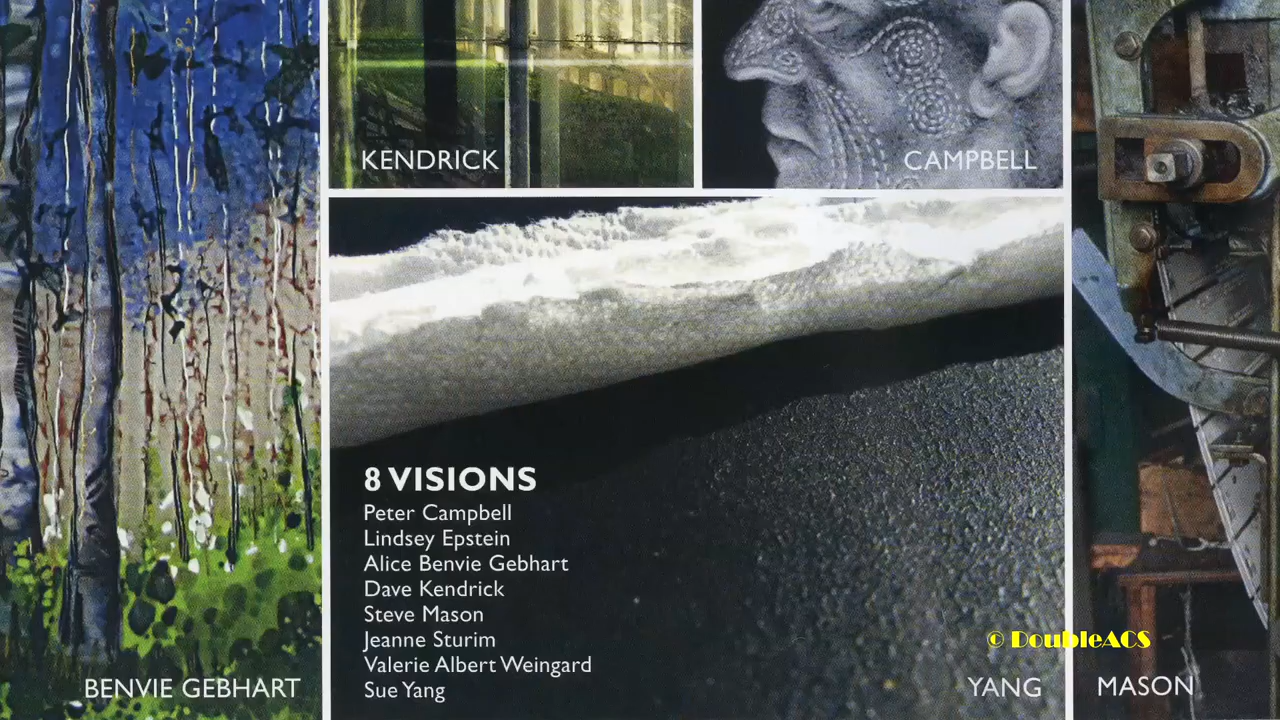 KENDRICK
CAMPBELL
8 VISIONS
Peter Campbell
Lindsey Epstein
Alice Benvie Gebhart
Dave Kendrick
Steve Mason
Jeanne Sturim
Valerie Albert Weingard
Sue Yang
© DoubleACS
BENVIE GEBHART
YANG
MASON